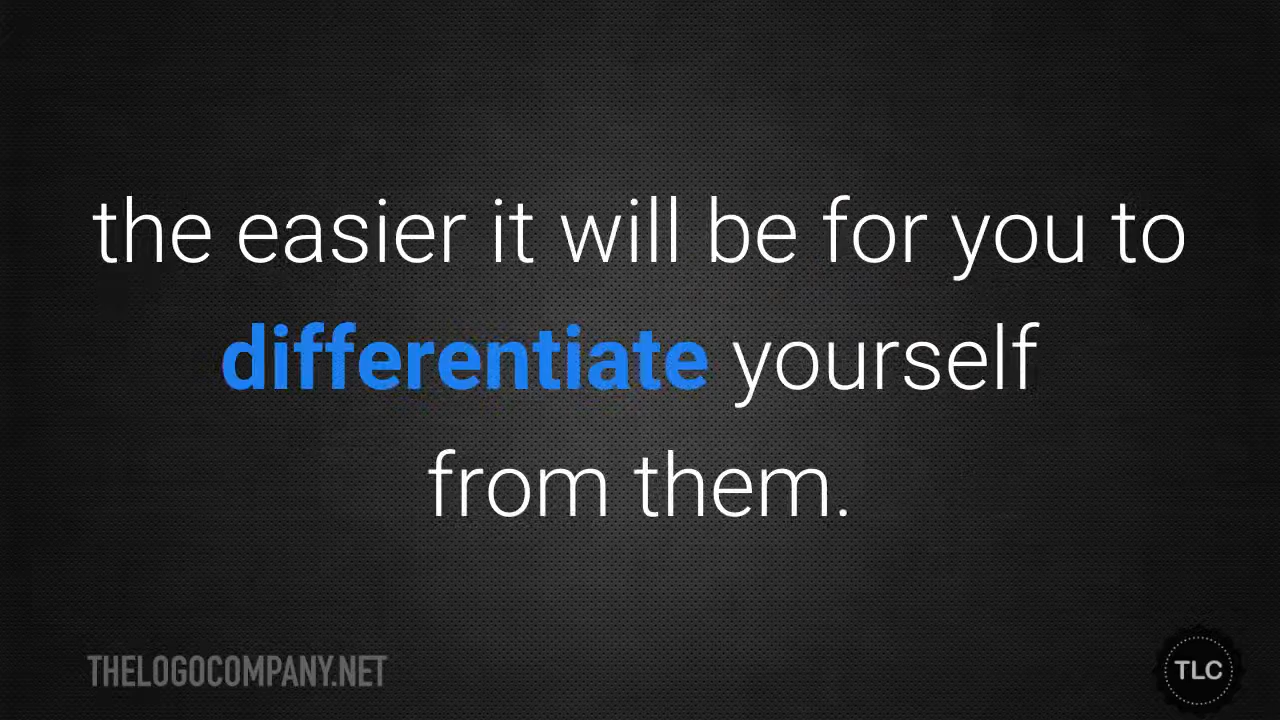 the easier it will be for you to
differentiate yourself
from them.
THELOGOCOMPANY.NET
TLC